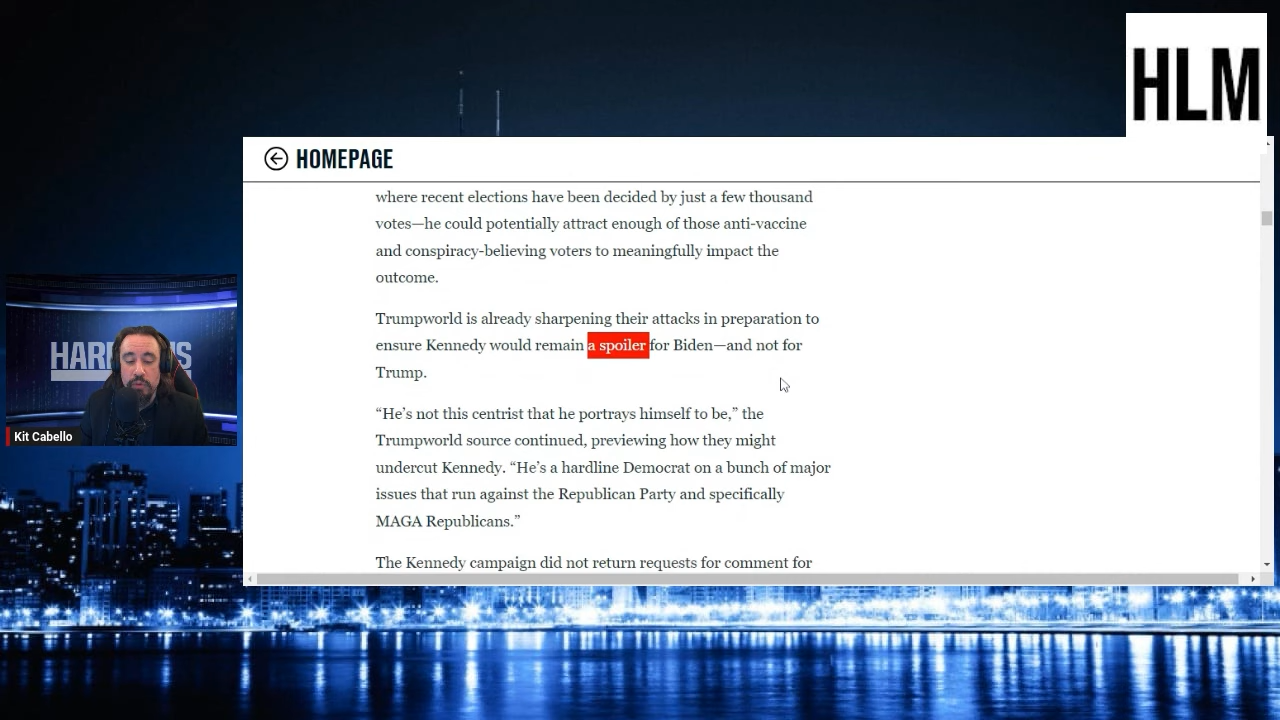 HLM
HOMEPAGE
where recent elections have been decided by just a few thousand
votes—he could potentially attract enough of those anti-vaccine
and conspiracy-believing voters to meaningfully impact the
outcome.
Trumpworld is already sharpening their attacks in preparation to
ensure Kennedy would remain a spoiler for Biden—and not for
Trump.
“He’s not this centrist that he portrays himself to be,” the
Trumpworld source continued, previewing how they might
undercut Kennedy. “He’s a hardline Democrat on a bunch of major
issues that run against the Republican Party and specifically
MAGA Republicans.”
The Kennedy campaign did not return requests for comment for
Kit Cabello